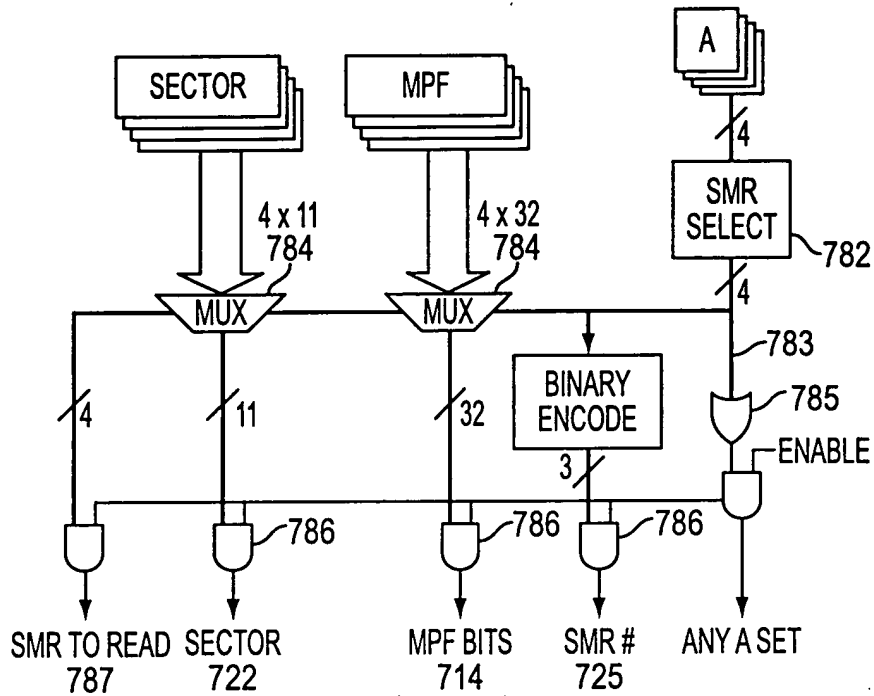 A
SECTOR
MPF
4
SMR
SELECT
782
4 x 11
784
4 x 32
784
4
MUX
MUX
783
BINARY
ENCODE
785
4
11
32
3
ENABLE
786
786
786
SMR TO READ
787
SECTOR
722
MPF BITS
714
SMR #
725
ANY A SET